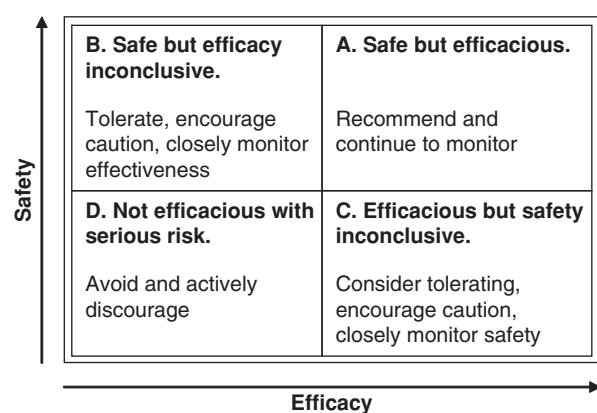 Safety
B. Safe but efficacy
inconclusive.
Tolerate, encourage
caution, closely monitor
effectiveness
A. Safe but efficacious.
Recommend and
continue to monitor
D. Not efficacious with
serious risk.
Avoid and actively
discourage
C. Efficacious but safety
inconclusive.
Consider tolerating,
encourage caution,
closely monitor safety
Efficacy